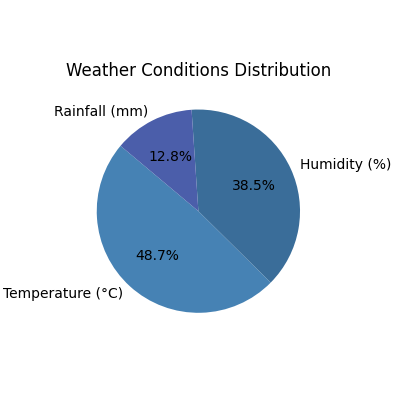 Weather Conditions Distribution
Rainfall (mm)
12.8%
Humidity (%)
38.5%
48.7%
Temperature (°C)